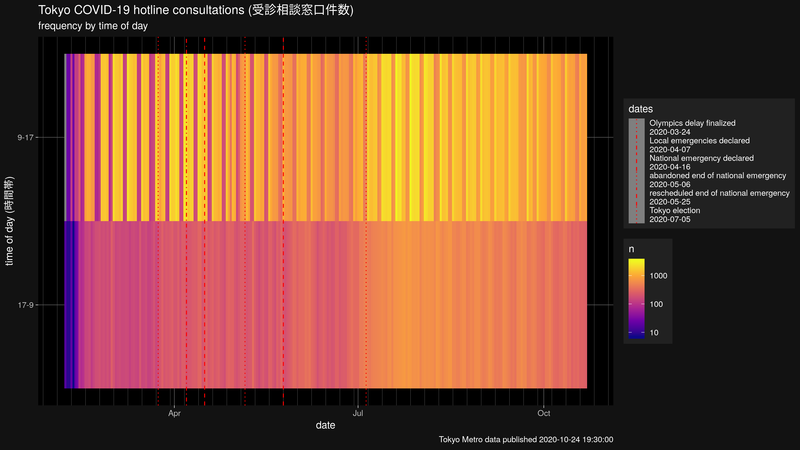 Tokyo COVID-19 hotline consultations (受診相談窓口件数)
frequency by time of day
time of day (時間帯)
9-17
17-9
Apr
Jul
Oct
date
dates
Olympics delay finalized
2020-03-24
Local emergencies declared
2020-04-07
National emergency declared
2020-04-16
abandoned end of national emergency
2020-05-06
rescheduled end of national emergency
2020-05-25
Tokyo election
2020-07-05
n
1000
100
10
Tokyo Metro data published 2020-10-24 19:30:00